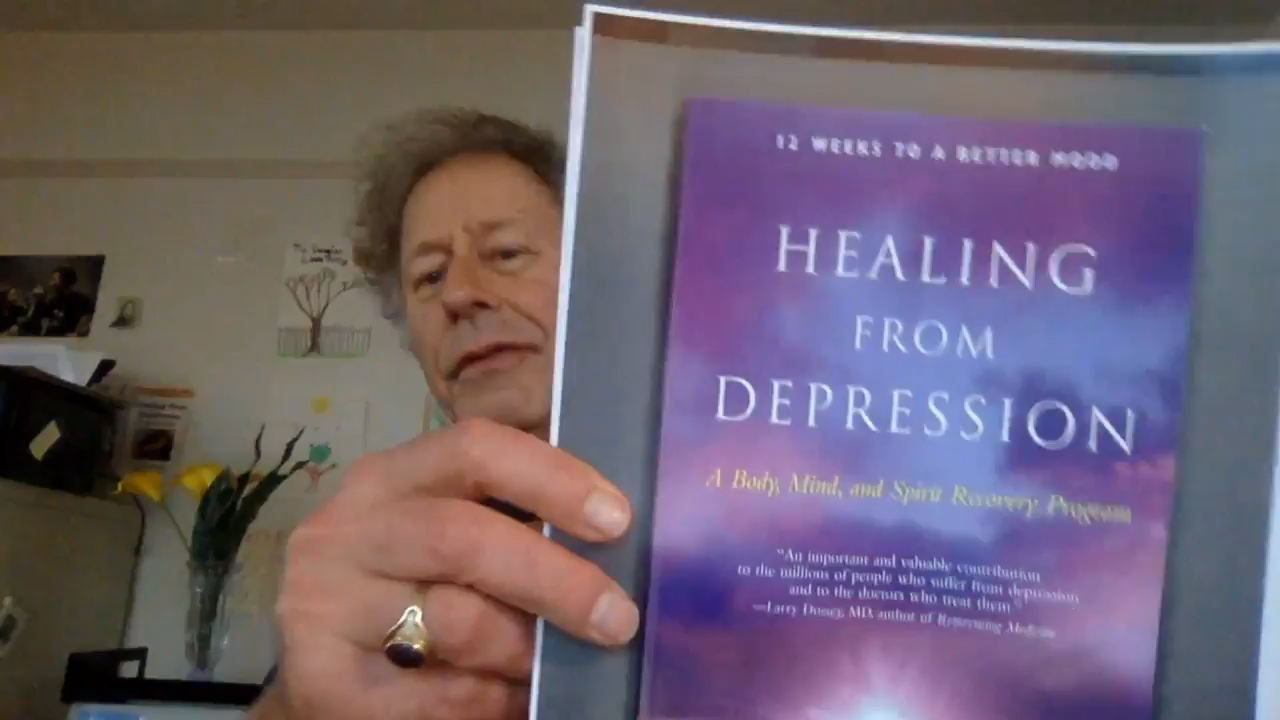 12 WEEKS TO A BETTER MOOD
HEALING
FROM
DEPRESSION
A Body, Mind, and Spirit Recovery Program
"An important and valuable contribution
to the millions of people who suffer from depression,
and to the doctors who treat them."
—Larry Dossey, MD, author of Reinventing Medicine